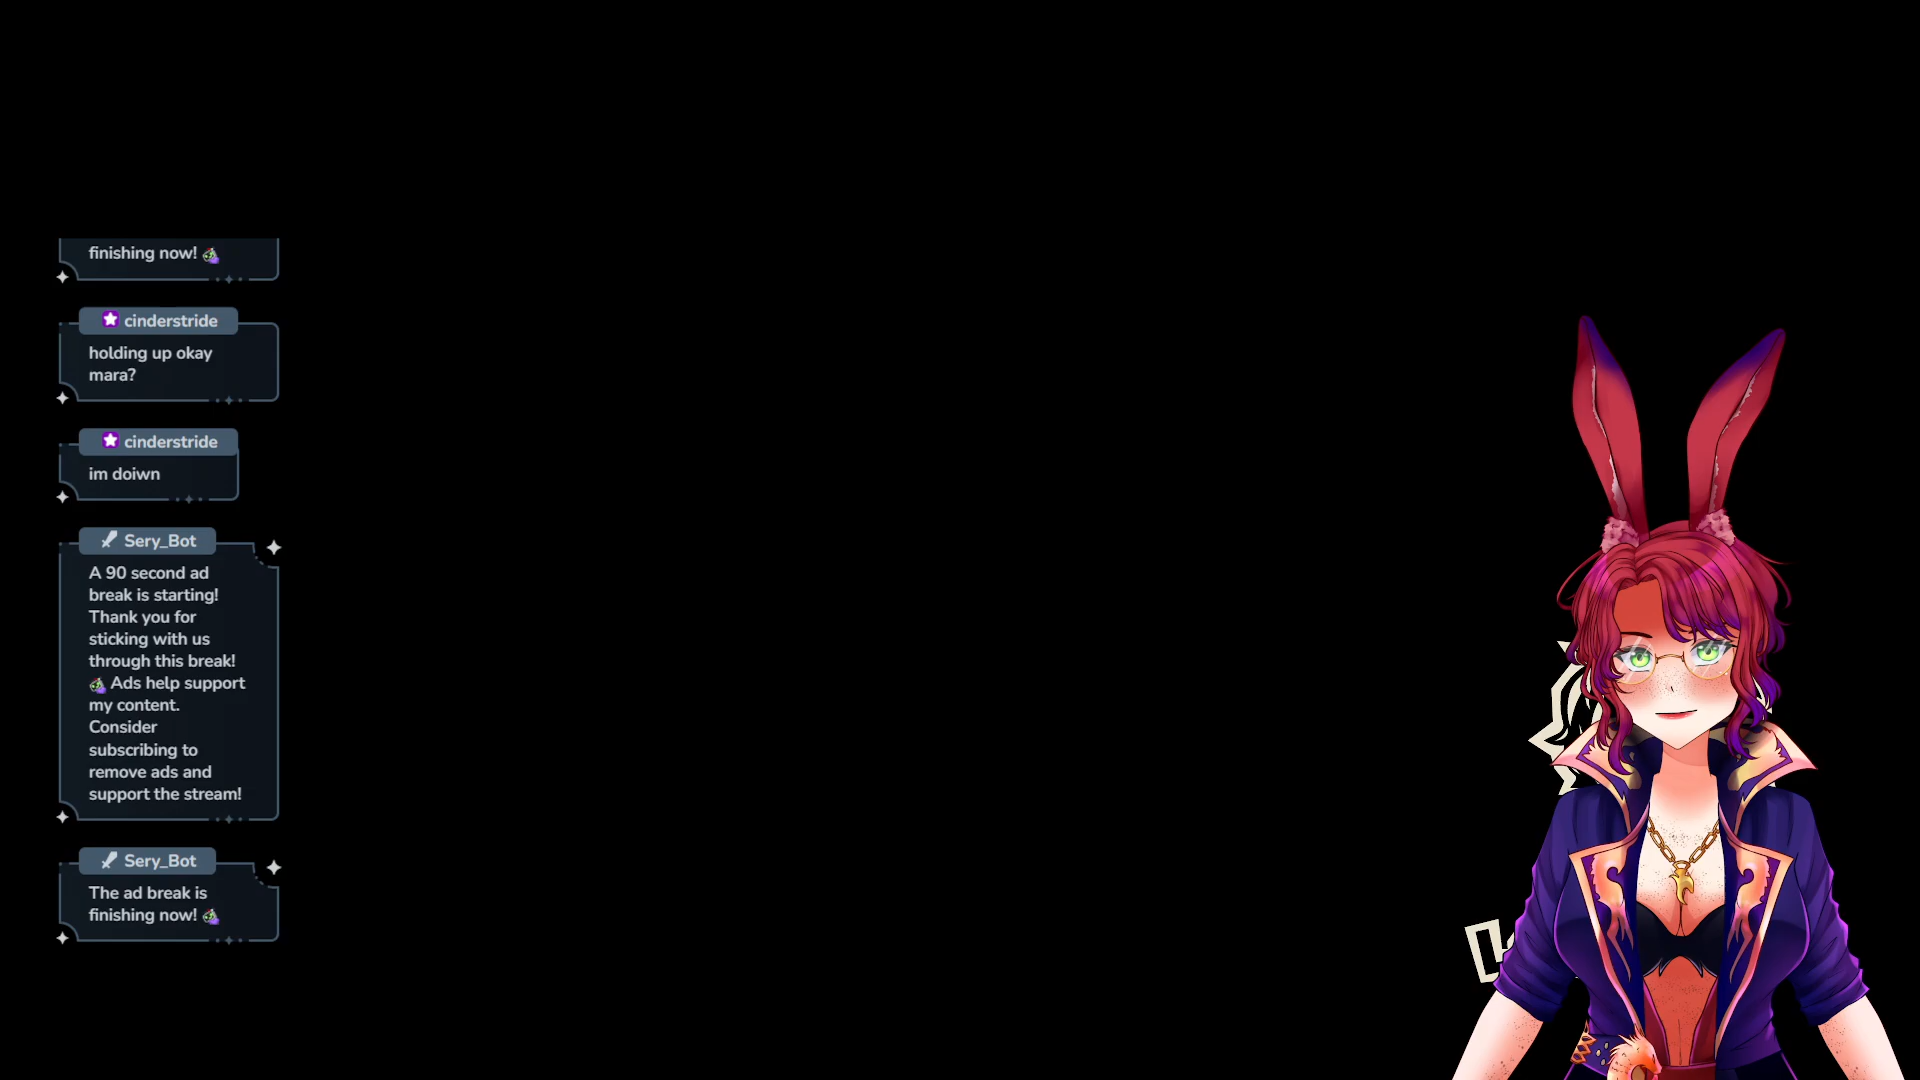 finishing now!
cinderstride
holding up okay
mara?
cinderstride
im doiwn
Sery_Bot
A 90 second ad
break is starting!
Thank you for
sticking with us
through this break!
Ads help support
my content.
Consider
subscribing to
remove ads and
support the stream!
Sery_Bot
The ad break is
finishing now!